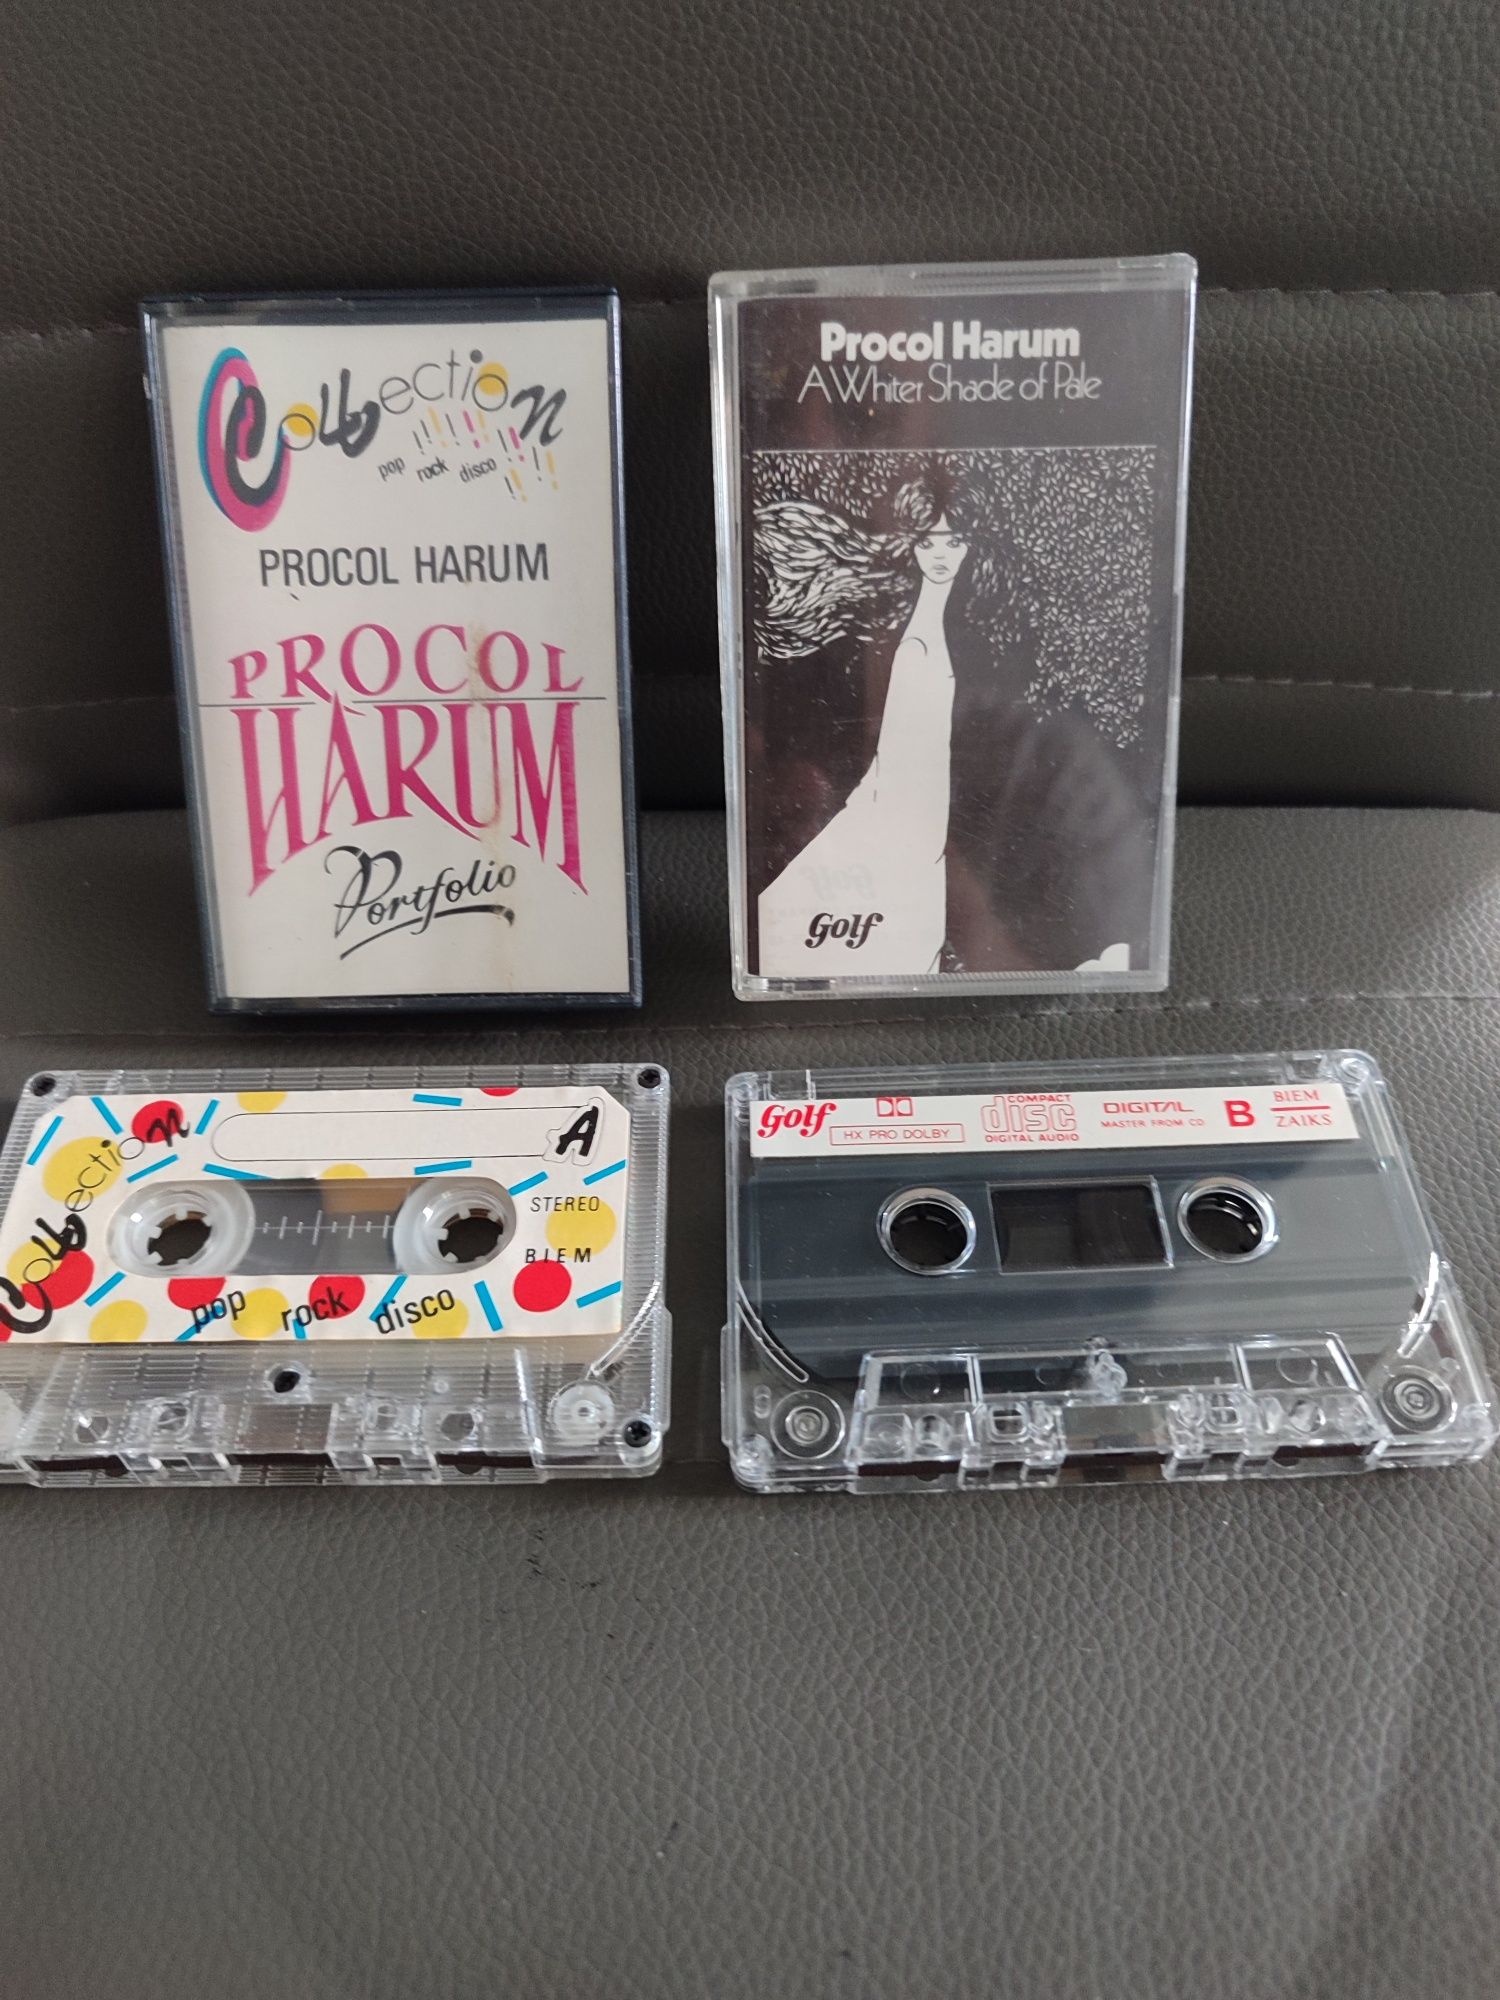 Collection
pop rock disco
PROCOL HARUM
PROCOL
HARUM
Portfolio
Procol Harum
A Whiter Shade of Pale
Golf
Collection
A
STEREO
BIEM
pop rock disco
Golf
HX PRO DOLBY
COMPACT
disc
DIGITAL AUDIO
DIGITAL
MASTER FROM CD
B
BIEM
ZAIKS